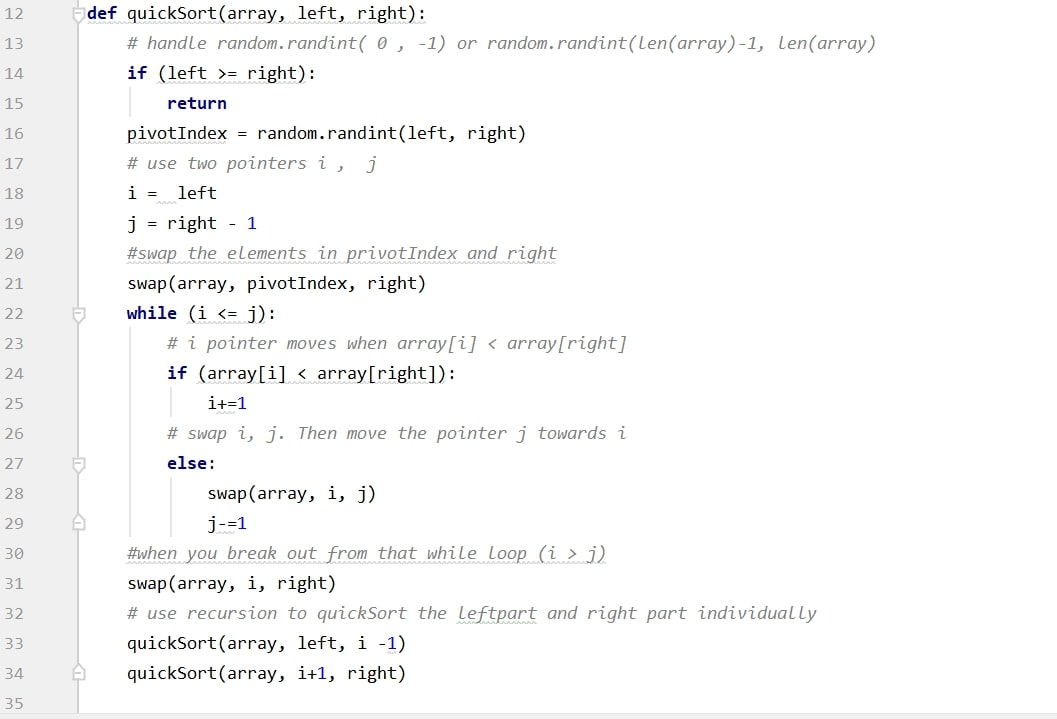 12 def quickSort(array, left, right):
13     # handle random.randint( 0 , -1) or random.randint(len(array)-1, len(array)
14     if (left >= right):
15         return
16     pivotIndex = random.randint(left, right)
17     # use two pointers i ,  j
18     i =  left
19     j = right - 1
20     #swap the elements in privotIndex and right
21     swap(array, pivotIndex, right)
22     while (i <= j):
23         # i pointer moves when array[i] < array[right]
24         if (array[i] < array[right]):
25             i+=1
26         # swap i, j. Then move the pointer j towards i
27         else:
28             swap(array, i, j)
29             j-=1
30     #when you break out from that while loop (i > j)
31     swap(array, i, right)
32     # use recursion to quickSort the leftpart and right part individually
33     quickSort(array, left, i -1)
34     quickSort(array, i+1, right)
35